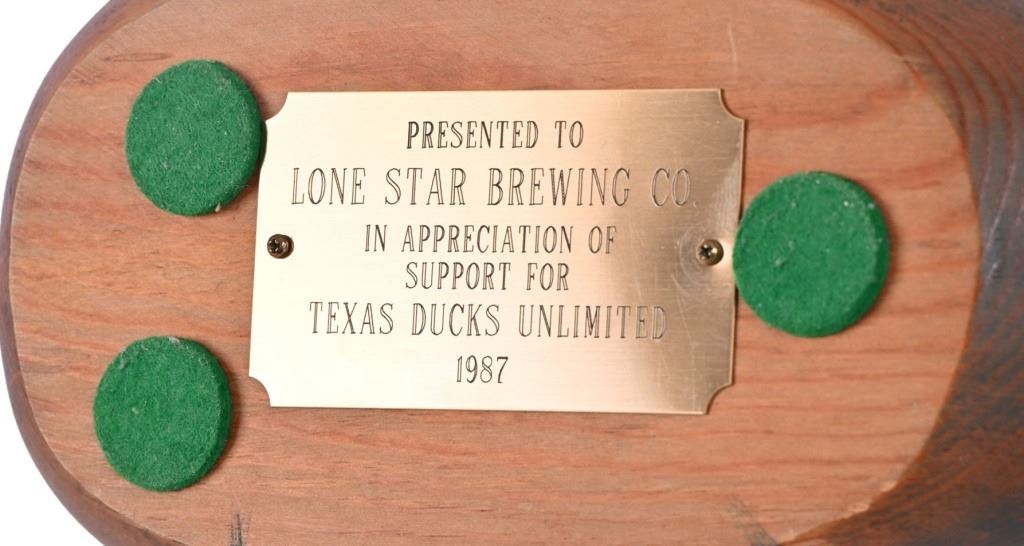 PRESENTED TO
LONE STAR BREWING CO.
IN APPRECIATION OF
SUPPORT FOR
TEXAS DUCKS UNLIMITED
1987